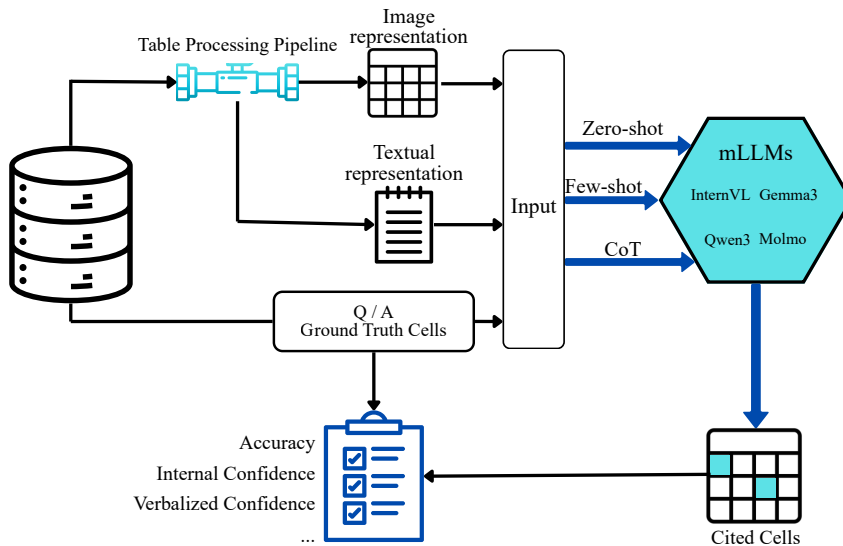 Image
representation
Table Processing Pipeline
Textual
representation
Input
Zero-shot
Few-shot
CoT
mLLMs
InternVL Gemma3
Qwen3 Molmo
Q / A
Ground Truth Cells
Accuracy
Internal Confidence
Verbalized Confidence
...
Cited Cells